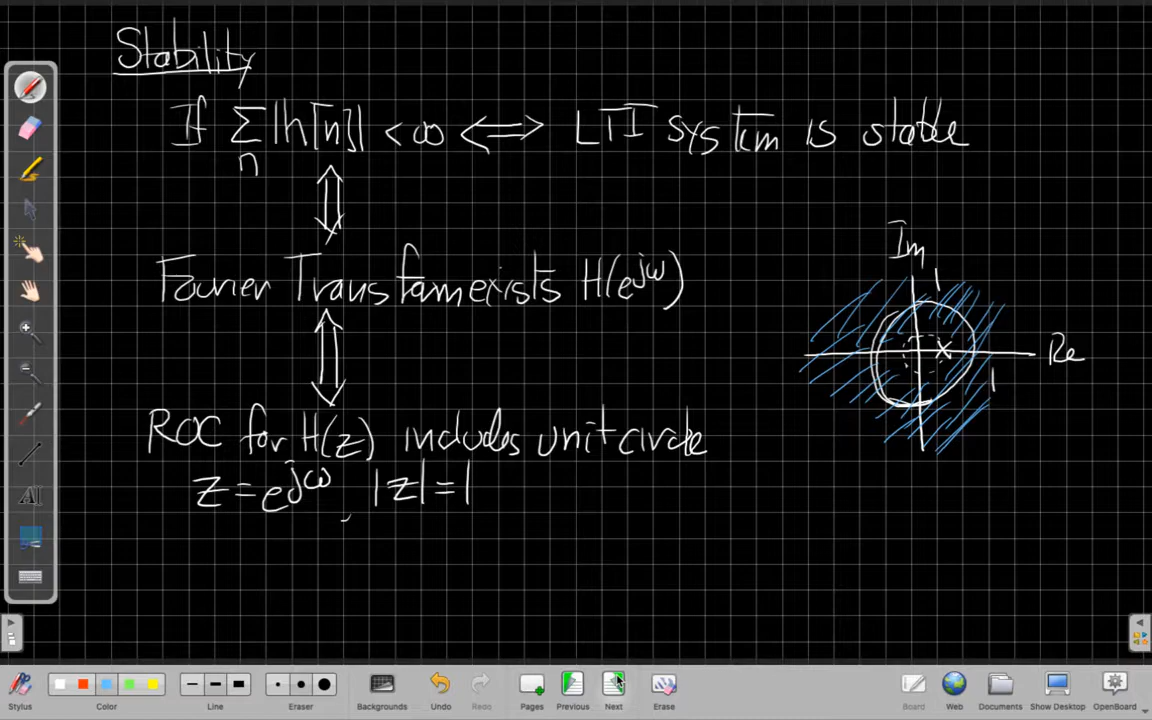 Stability
If ∑ₙ |h[n]| < ∞ ⟺ LTI system is stable
⇕
Fourier Transform exists H(e^{jω})
⇕
ROC for H(z) includes unit circle
z = e^{jω}, |z| = 1
Im
1
Re
1
Stylus
Color
Line
Eraser
Backgrounds
Undo
Redo
Pages
Previous
Next
Erase
Board
Web
Documents
Show Desktop
OpenBoard